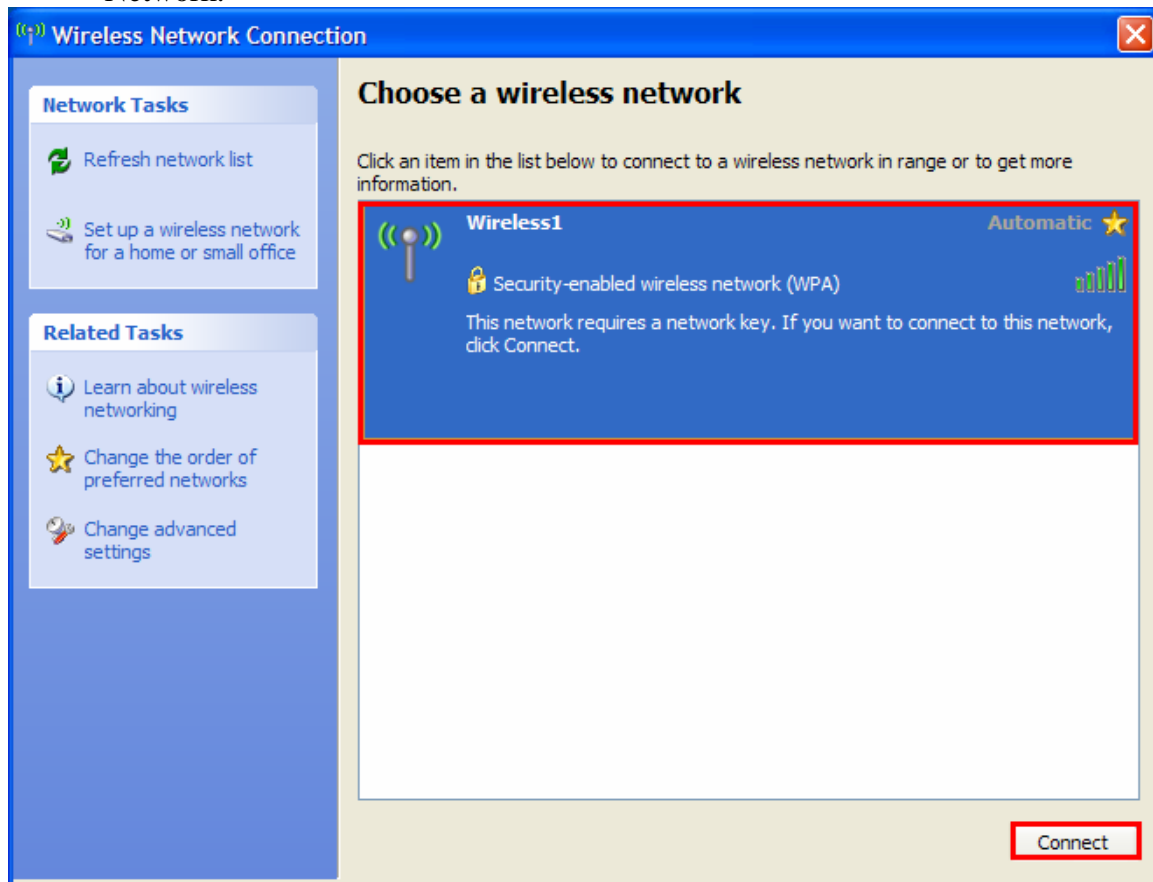 Network.
Wireless Network Connection
Network Tasks
Refresh network list
Set up a wireless network
for a home or small office
Related Tasks
Learn about wireless
networking
Change the order of
preferred networks
Change advanced
settings
Choose a wireless network
Click an item in the list below to connect to a wireless network in range or to get more
information.
Wireless1 Automatic
Security-enabled wireless network (WPA)
This network requires a network key. If you want to connect to this network,
click Connect.
Connect